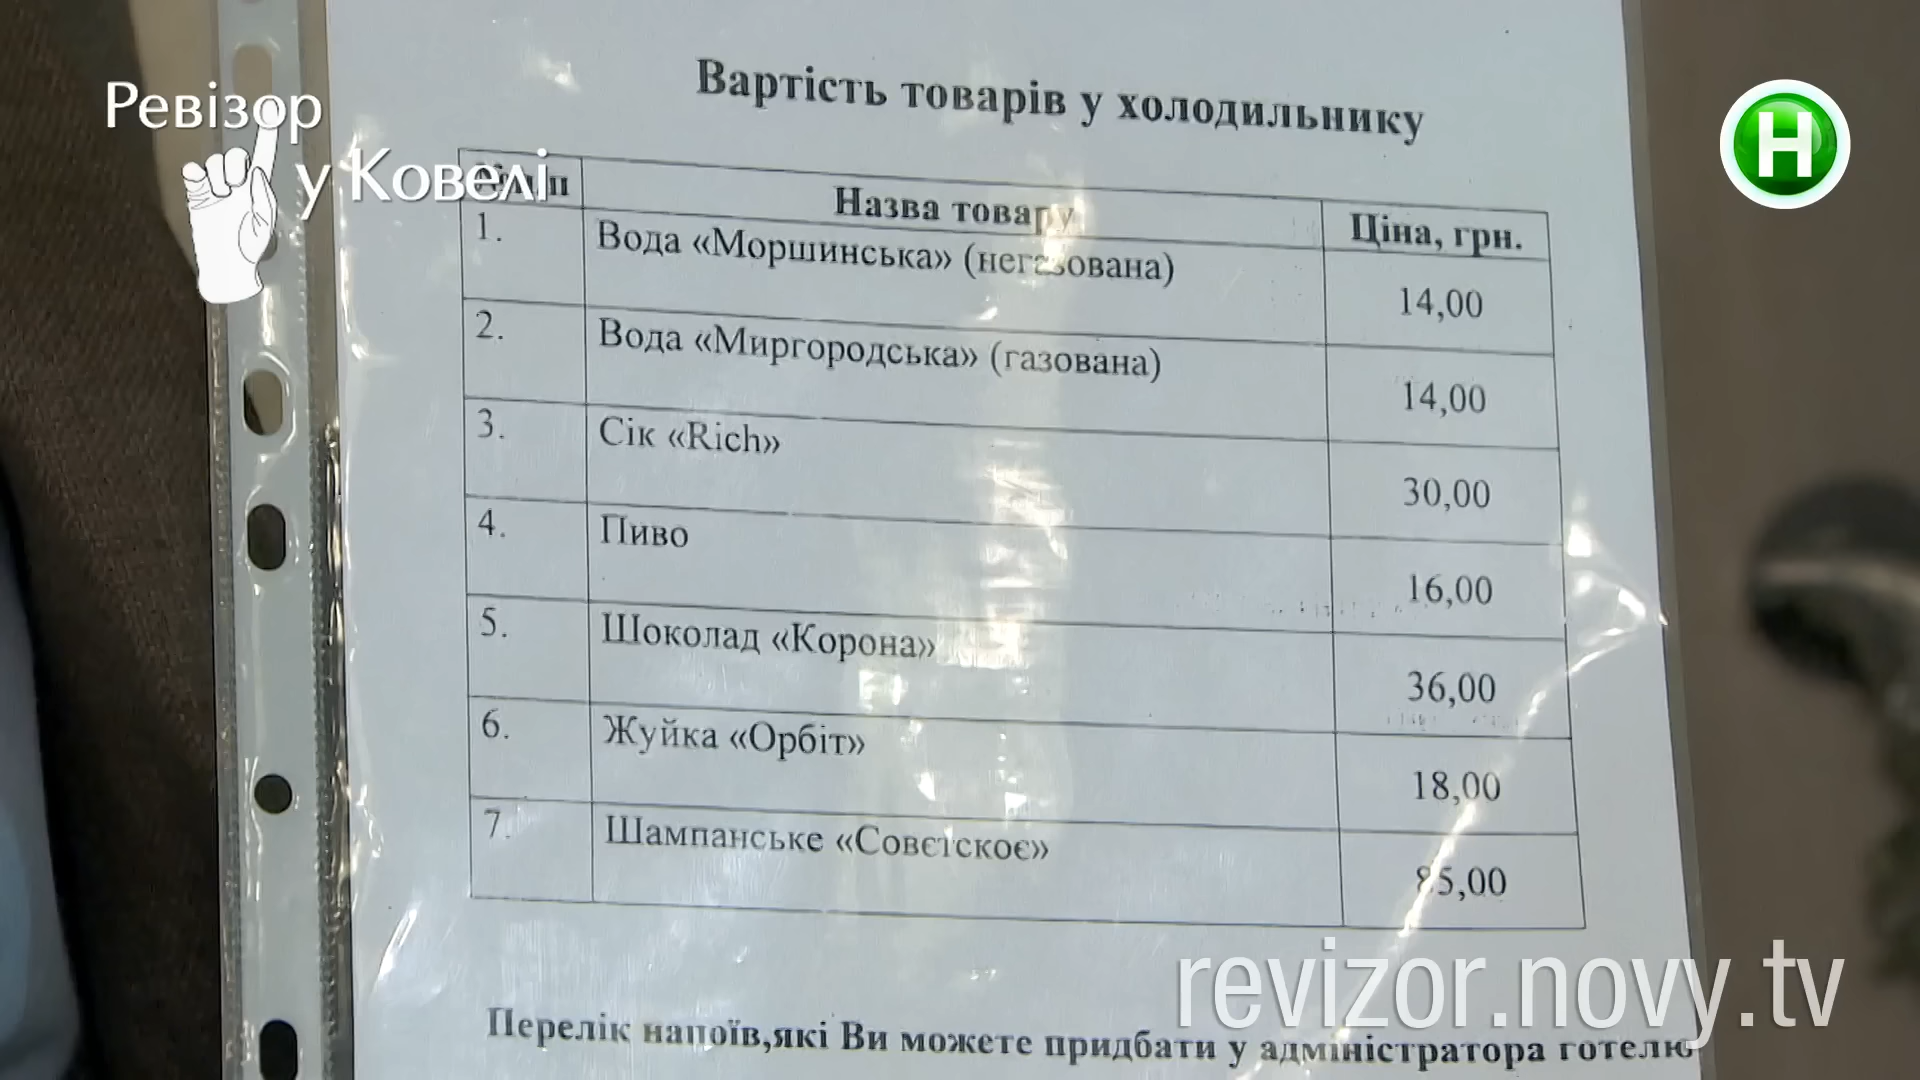 Ревізор
у Ковелі
Н
Вартість товарів у холодильнику
Назва товару Ціна, грн.
1. Вода «Моршинська» (негазована) 14,00
2. Вода «Миргородська» (газована) 14,00
3. Сік «Rich» 30,00
4. Пиво 16,00
5. Шоколад «Корона» 36,00
6. Жуйка «Орбіт» 18,00
7. Шампанське «Совєтскоє» 85,00
revizor.novy.tv
Перелік напоїв,які Ви можете придбати у адміністратора готелю